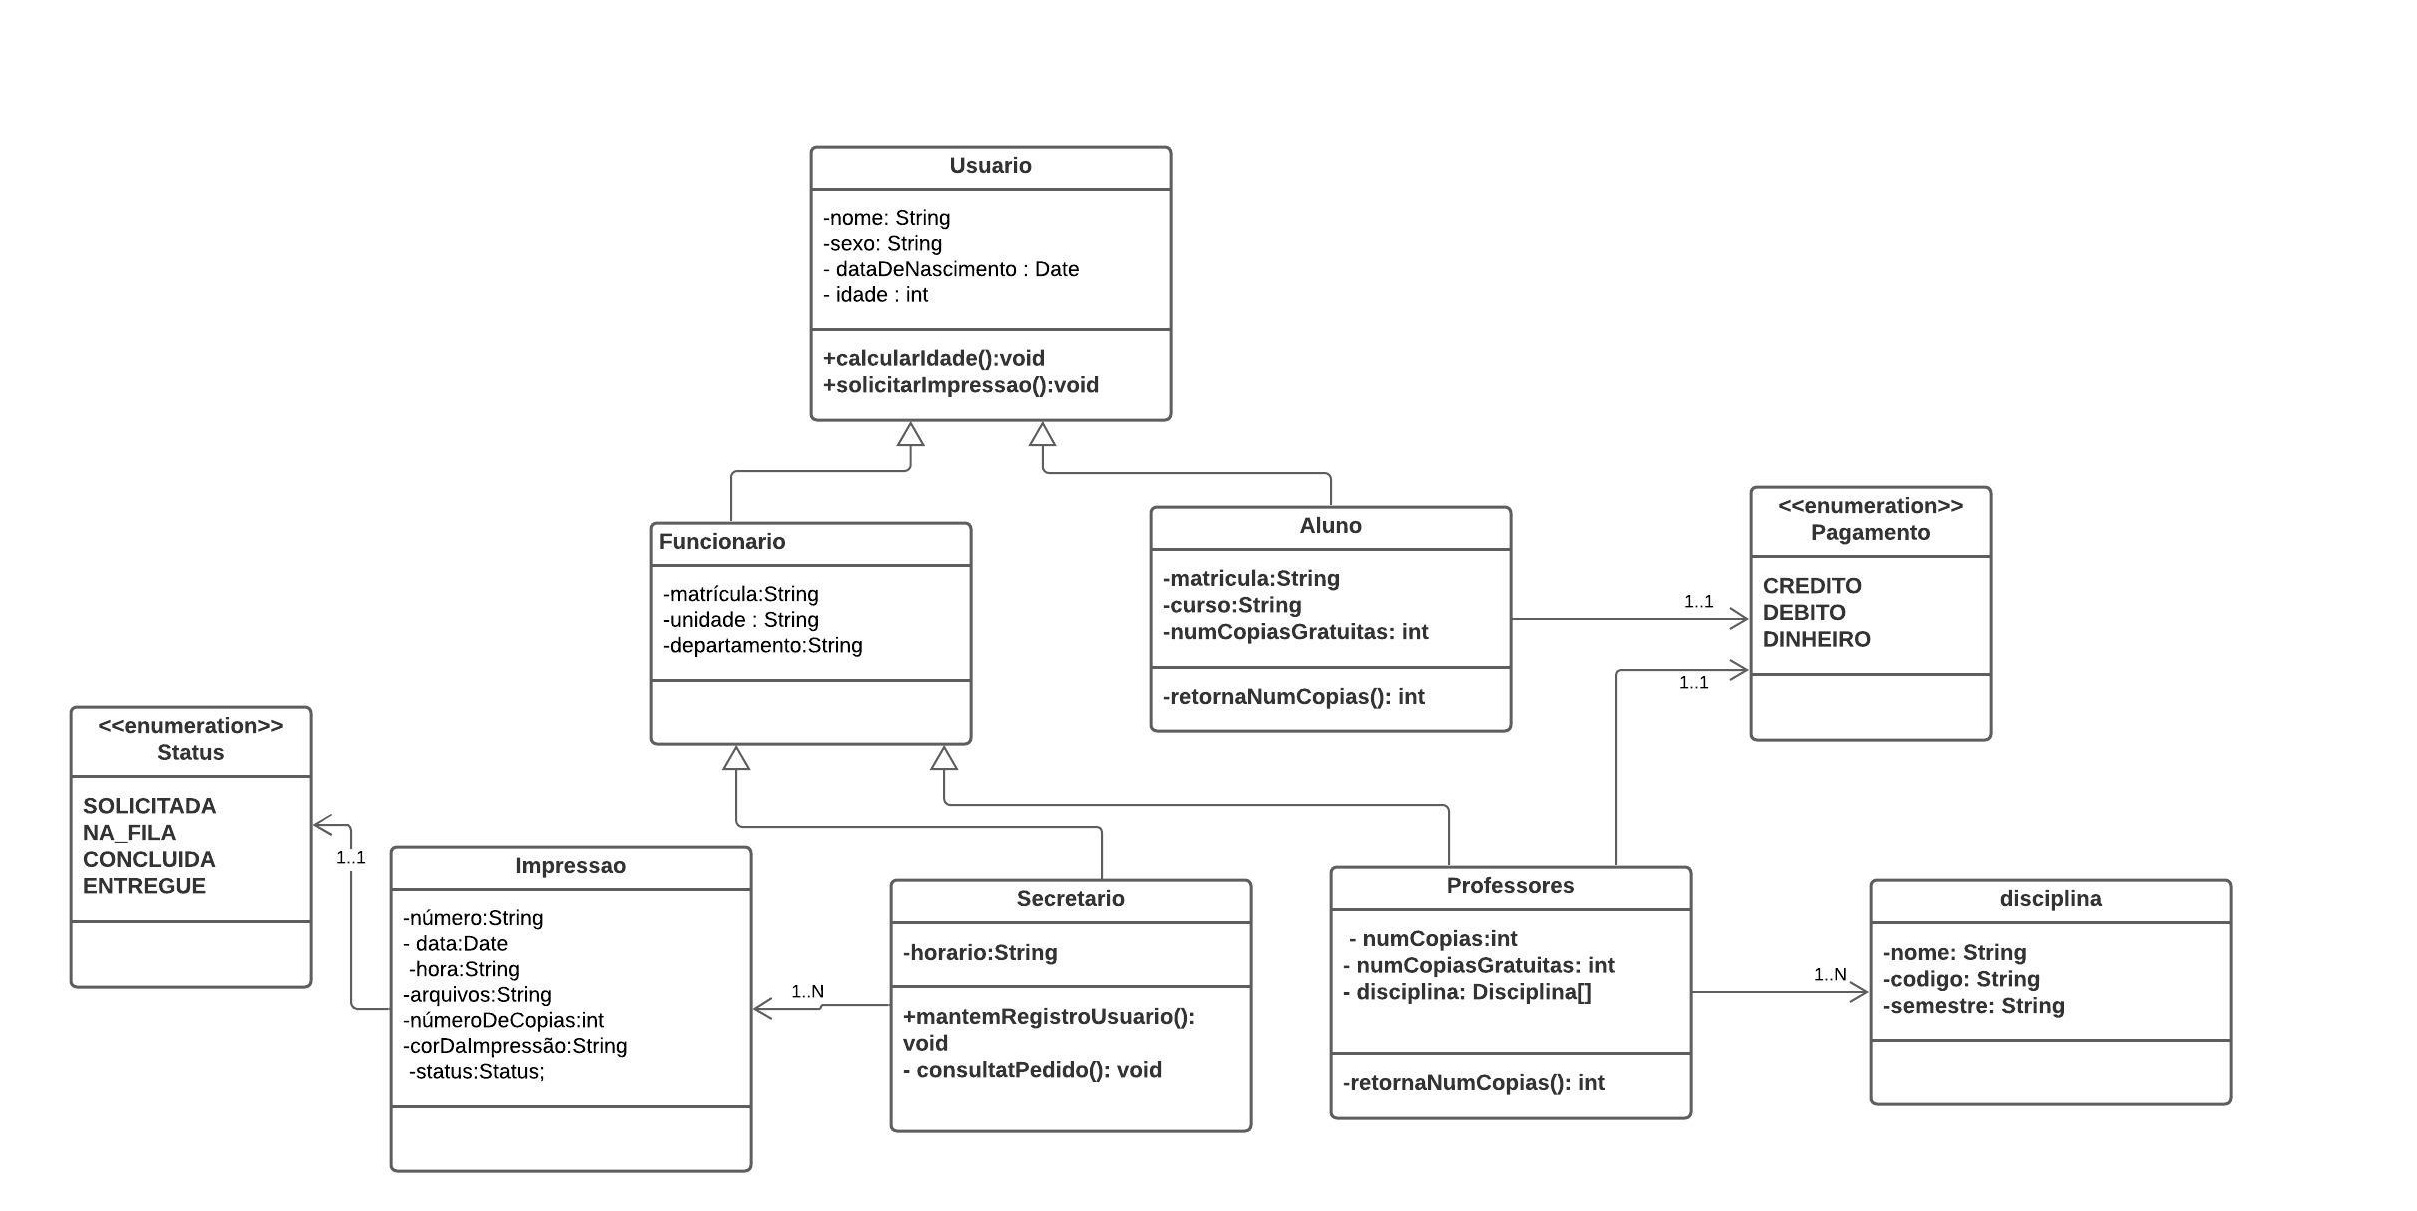 Usuario
-nome: String
-sexo: String
- dataDeNascimento : Date
- idade : int
+calcularIdade():void
+solicitarImpressao():void
Funcionario
-matrícula:String
-unidade : String
-departamento:String
Aluno
-matricula:String
-curso:String
-numCopiasGratuitas: int
-retornaNumCopias(): int
1..1
1..1
<<enumeration>>
Pagamento
CREDITO
DEBITO
DINHEIRO
<<enumeration>>
Status
SOLICITADA
NA_FILA
CONCLUIDA
ENTREGUE
1..1
Impressao
-número:String
- data:Date
-hora:String
-arquivos:String
-númeroDeCopias:int
-corDaImpressão:String
-status:Status;
1..N
Secretario
-horario:String
+mantemRegistroUsuario():
void
- consultatPedido(): void
Professores
- numCopias:int
- numCopiasGratuitas: int
- disciplina: Disciplina[]
-retornaNumCopias(): int
1..N
disciplina
-nome: String
-codigo: String
-semestre: String